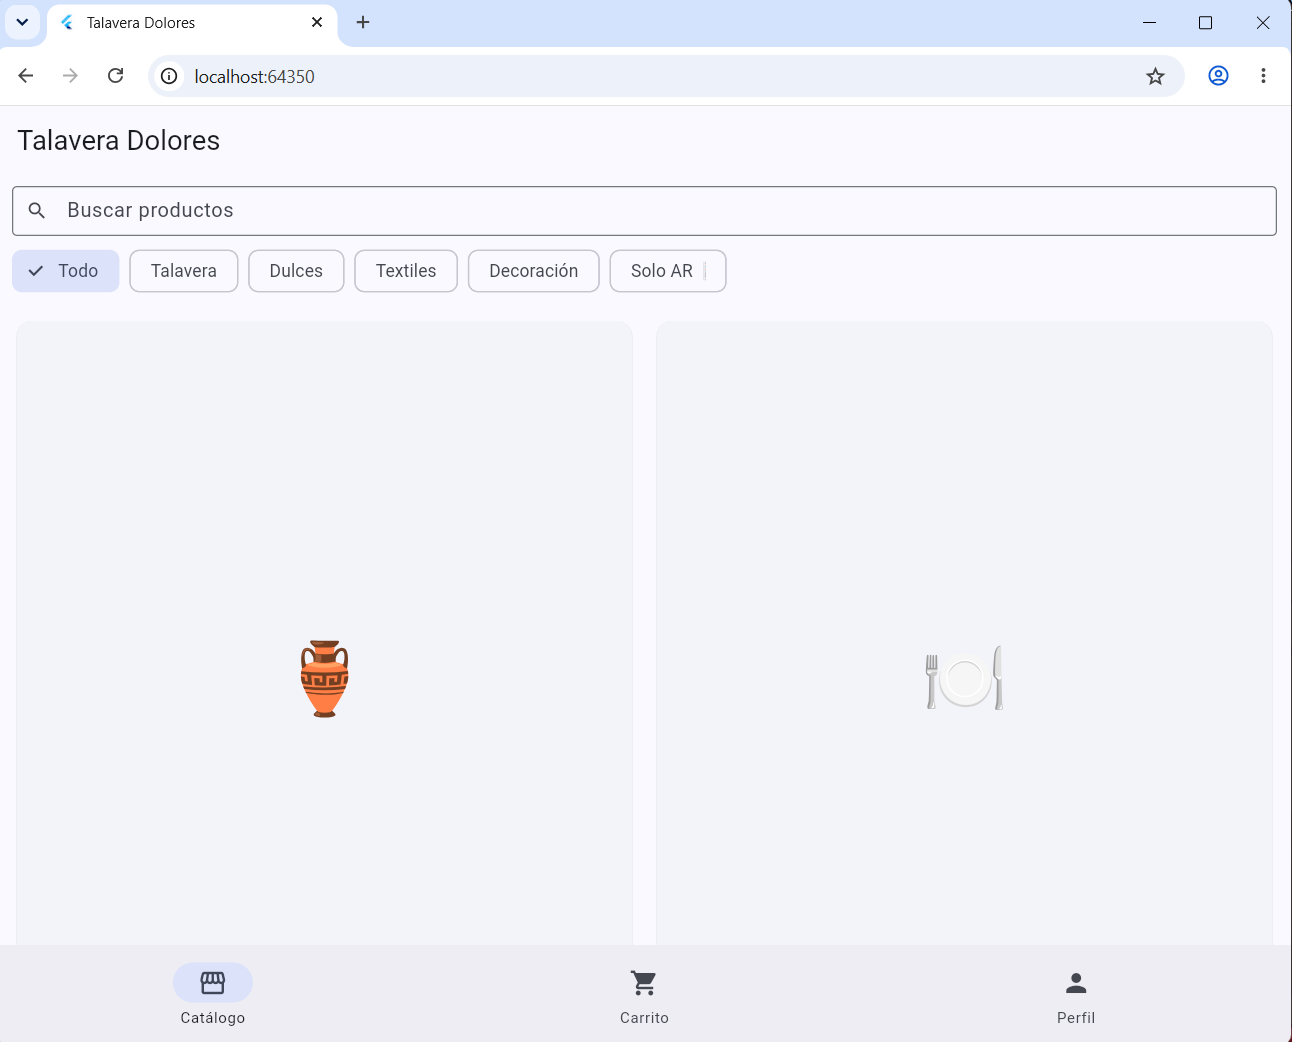 Talavera Dolores
localhost:64350
Talavera Dolores
Buscar productos
Todo
Talavera
Dulces
Textiles
Decoración
Solo AR
Catálogo
Carrito
Perfil